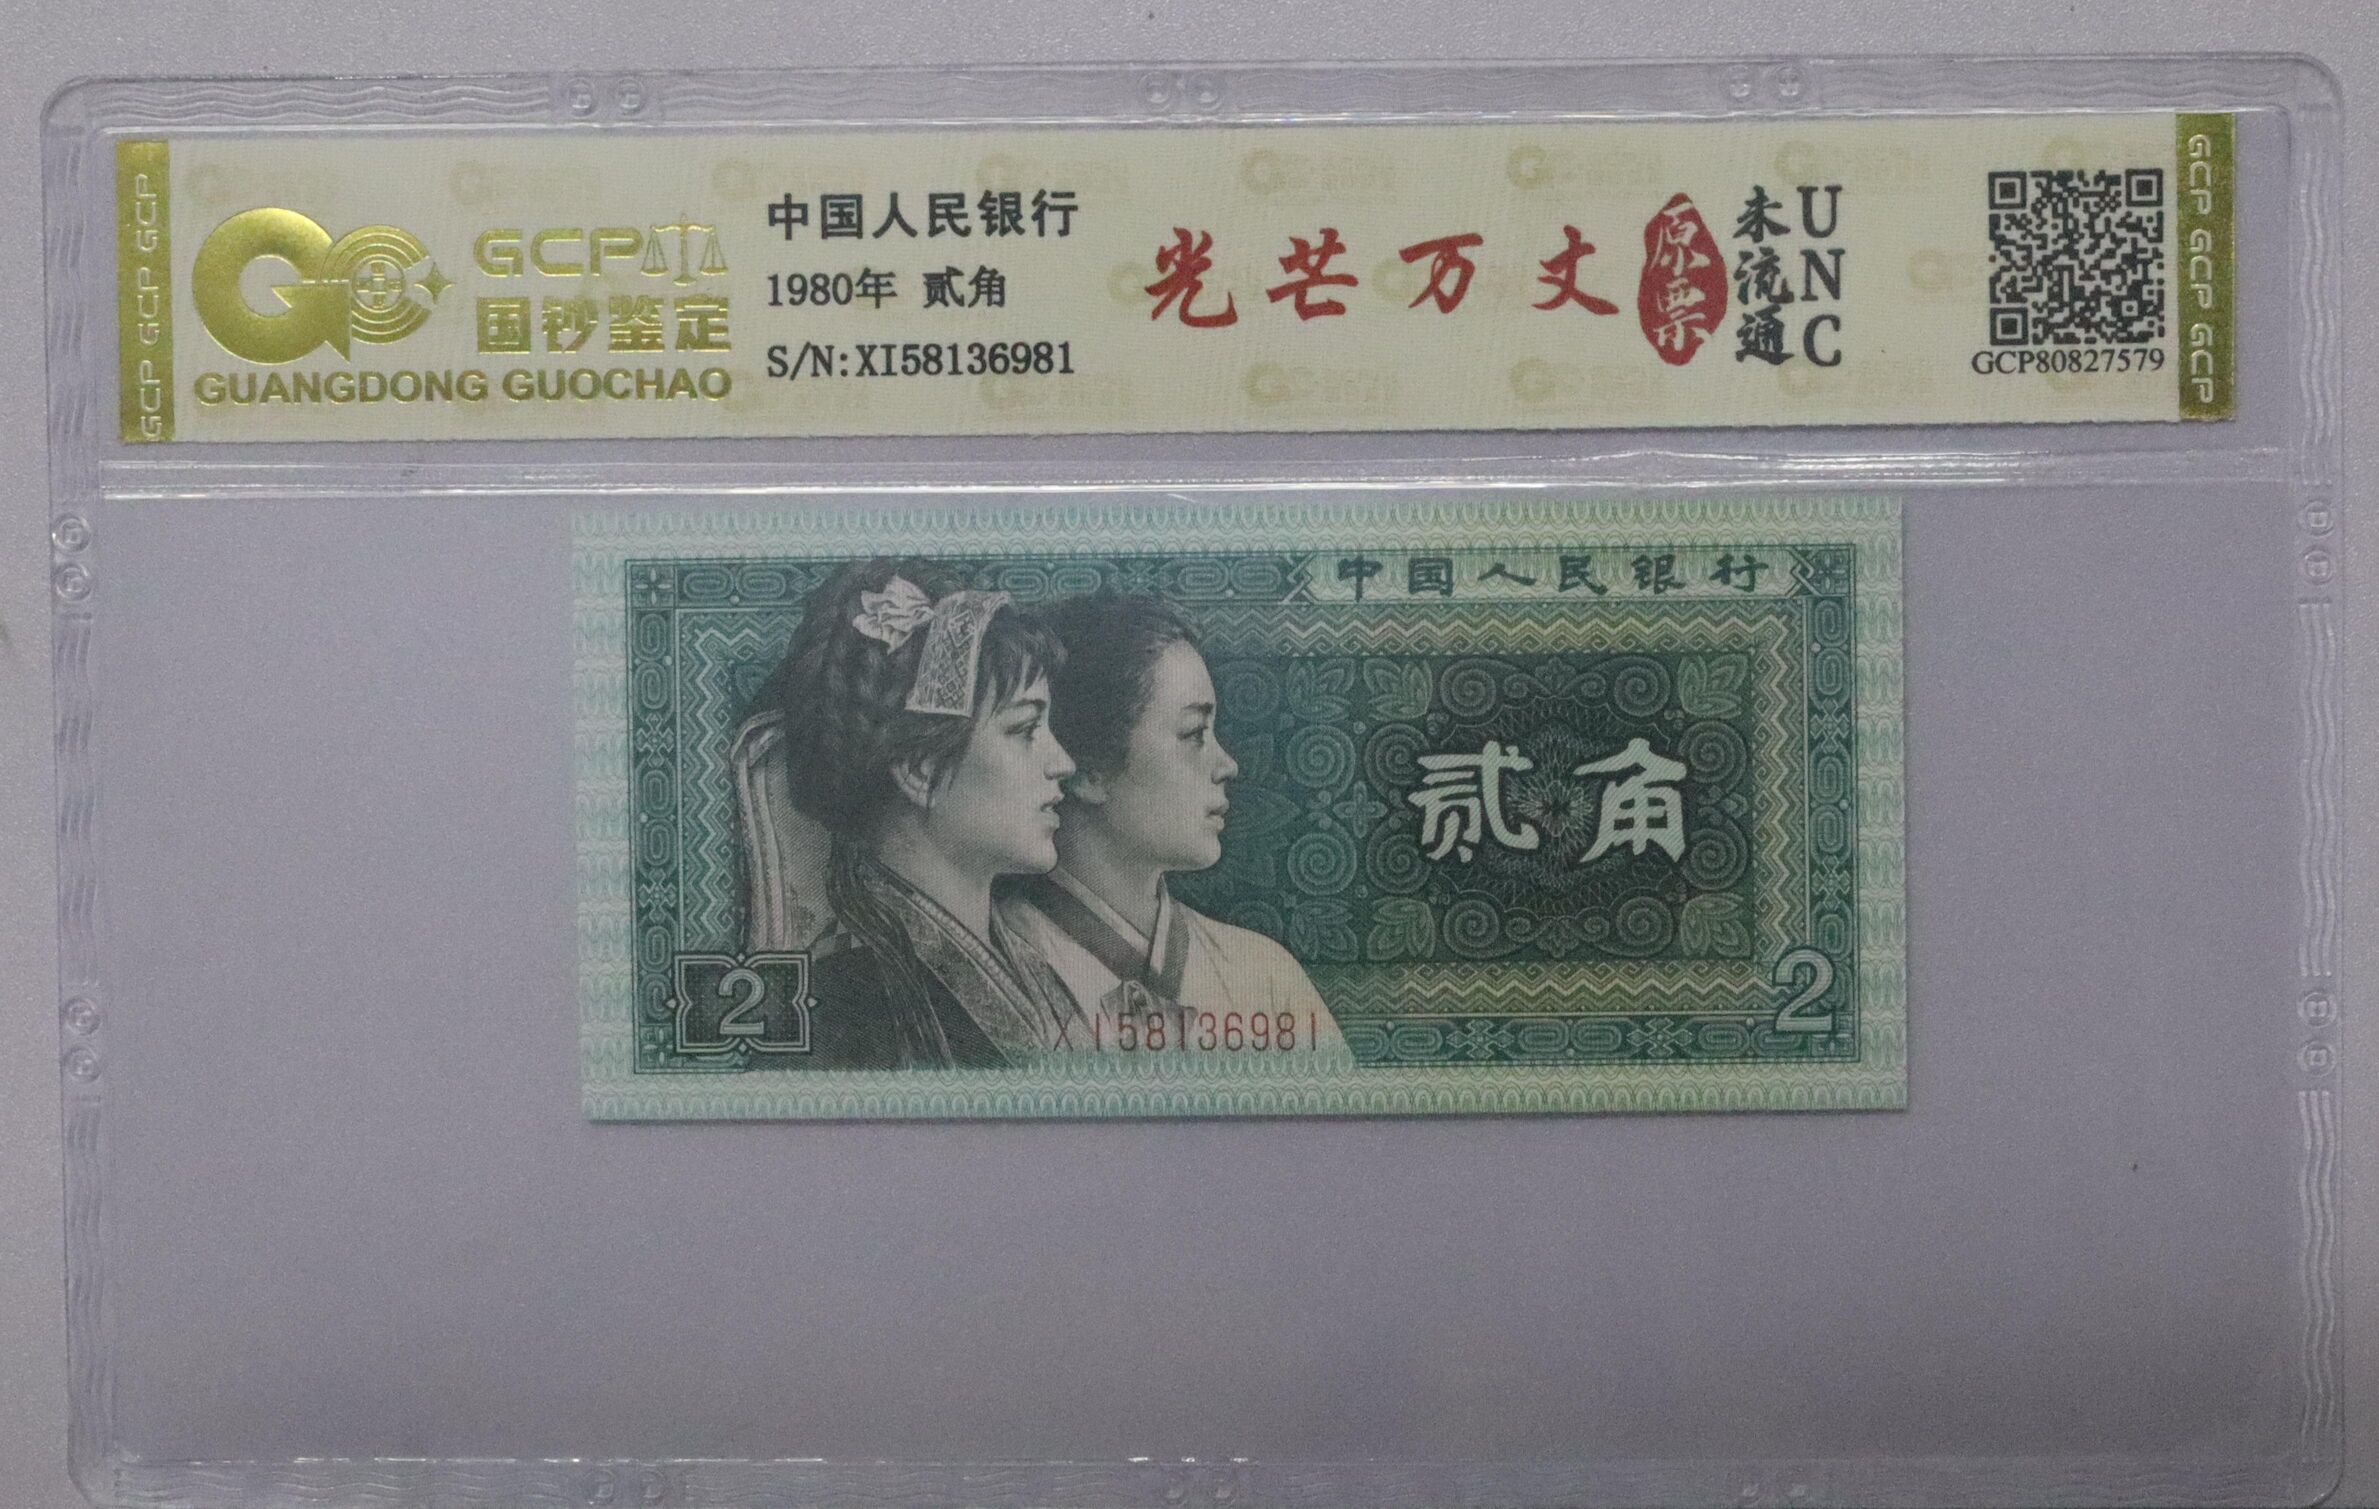 GCP GCP GCP
GCP
国钞鉴定
GUANGDONG GUOCHAO
中国人民银行
1980年 贰角
S/N:XI58136981
光芒万丈
原票
未流通
UNC
GCP80827579
GCP GCP GCP
中国人民银行
贰角
2
2
XI58136981